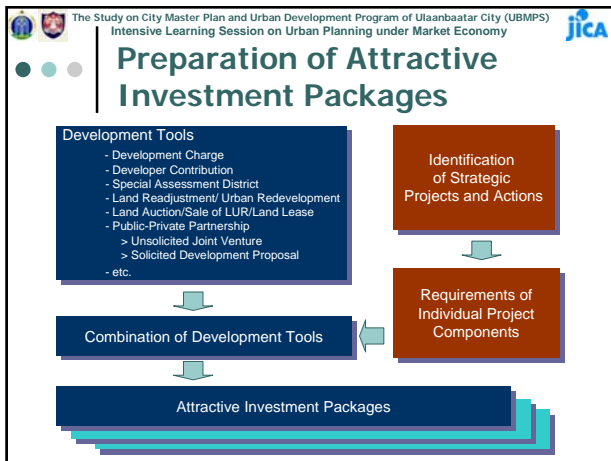 The Study on City Master Plan and Urban Development Program of Ulaanbaatar City (UBMPS)
Intensive Learning Session on Urban Planning under Market Economy
jICA
Preparation of Attractive
Investment Packages
Development Tools
- Development Charge
- Developer Contribution
- Special Assessment District
- Land Readjustment/ Urban Redevelopment
- Land Auction/Sale of LUR/Land Lease
- Public-Private Partnership
> Unsolicited Joint Venture
> Solicited Development Proposal
- etc.
Identification
of Strategic
Projects and Actions
Requirements of
Individual Project
Components
Combination of Development Tools
Attractive Investment Packages